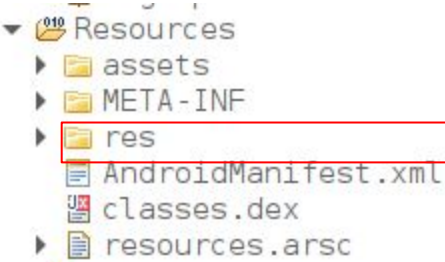 Resources
assets
META-INF
res
AndroidManifest.xml
classes.dex
resources.arsc